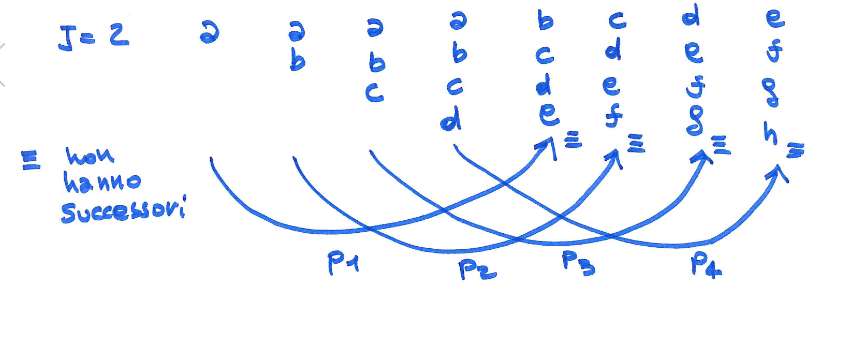 J = 2 a a a a b c d e
b b b c d e f
c c d e f g
d e ≡ f ≡ g ≡ h ≡
≡ non
hanno
successori
P1 P2 P3 P4